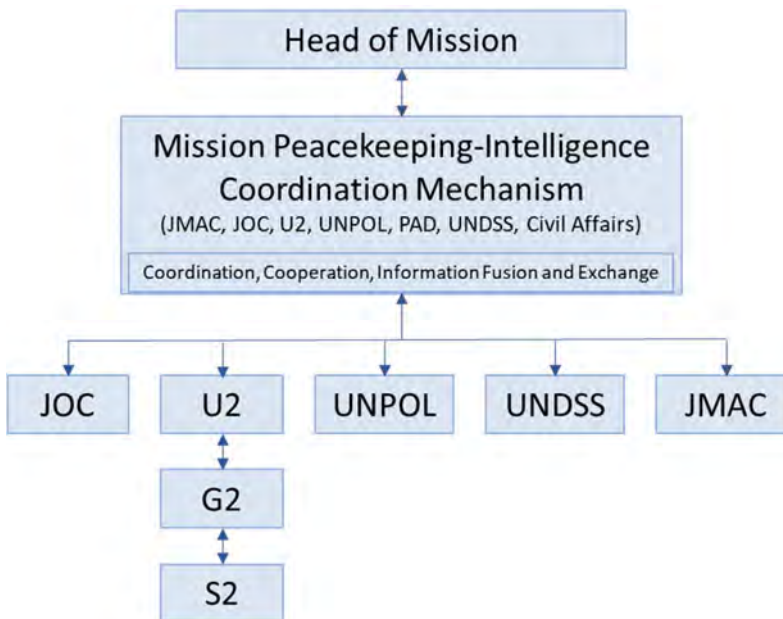 Head of Mission
Mission Peacekeeping-Intelligence
Coordination Mechanism
(JMAC, JOC, U2, UNPOL, PAD, UNDSS, Civil Affairs)
Coordination, Cooperation, Information Fusion and Exchange
JOC
U2
UNPOL
UNDSS
JMAC
G2
S2